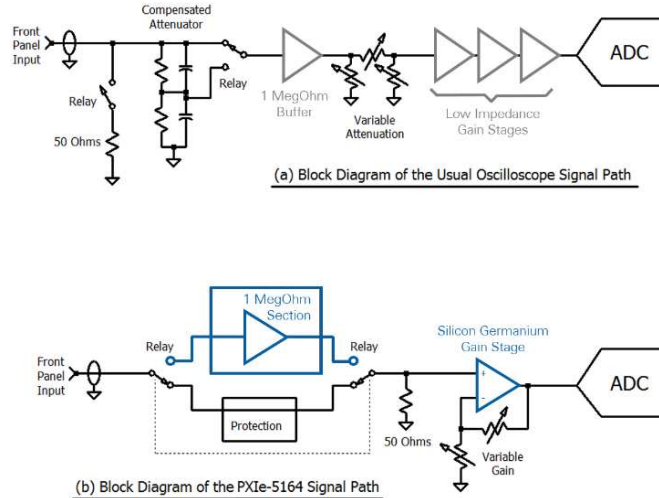 Compensated
Attenuator
Front
Panel
Input
Relay
50 Ohms
Relay
1 MegOhm
Buffer
Variable
Attenuation
Low Impedance
Gain Stages
ADC
(a) Block Diagram of the Usual Oscilloscope Signal Path
1 MegOhm
Section
Relay
Relay
Front
Panel
Input
Protection
50 Ohms
Silicon Germanium
Gain Stage
+
-
Variable
Gain
ADC
(b) Block Diagram of the PXIe-5164 Signal Path